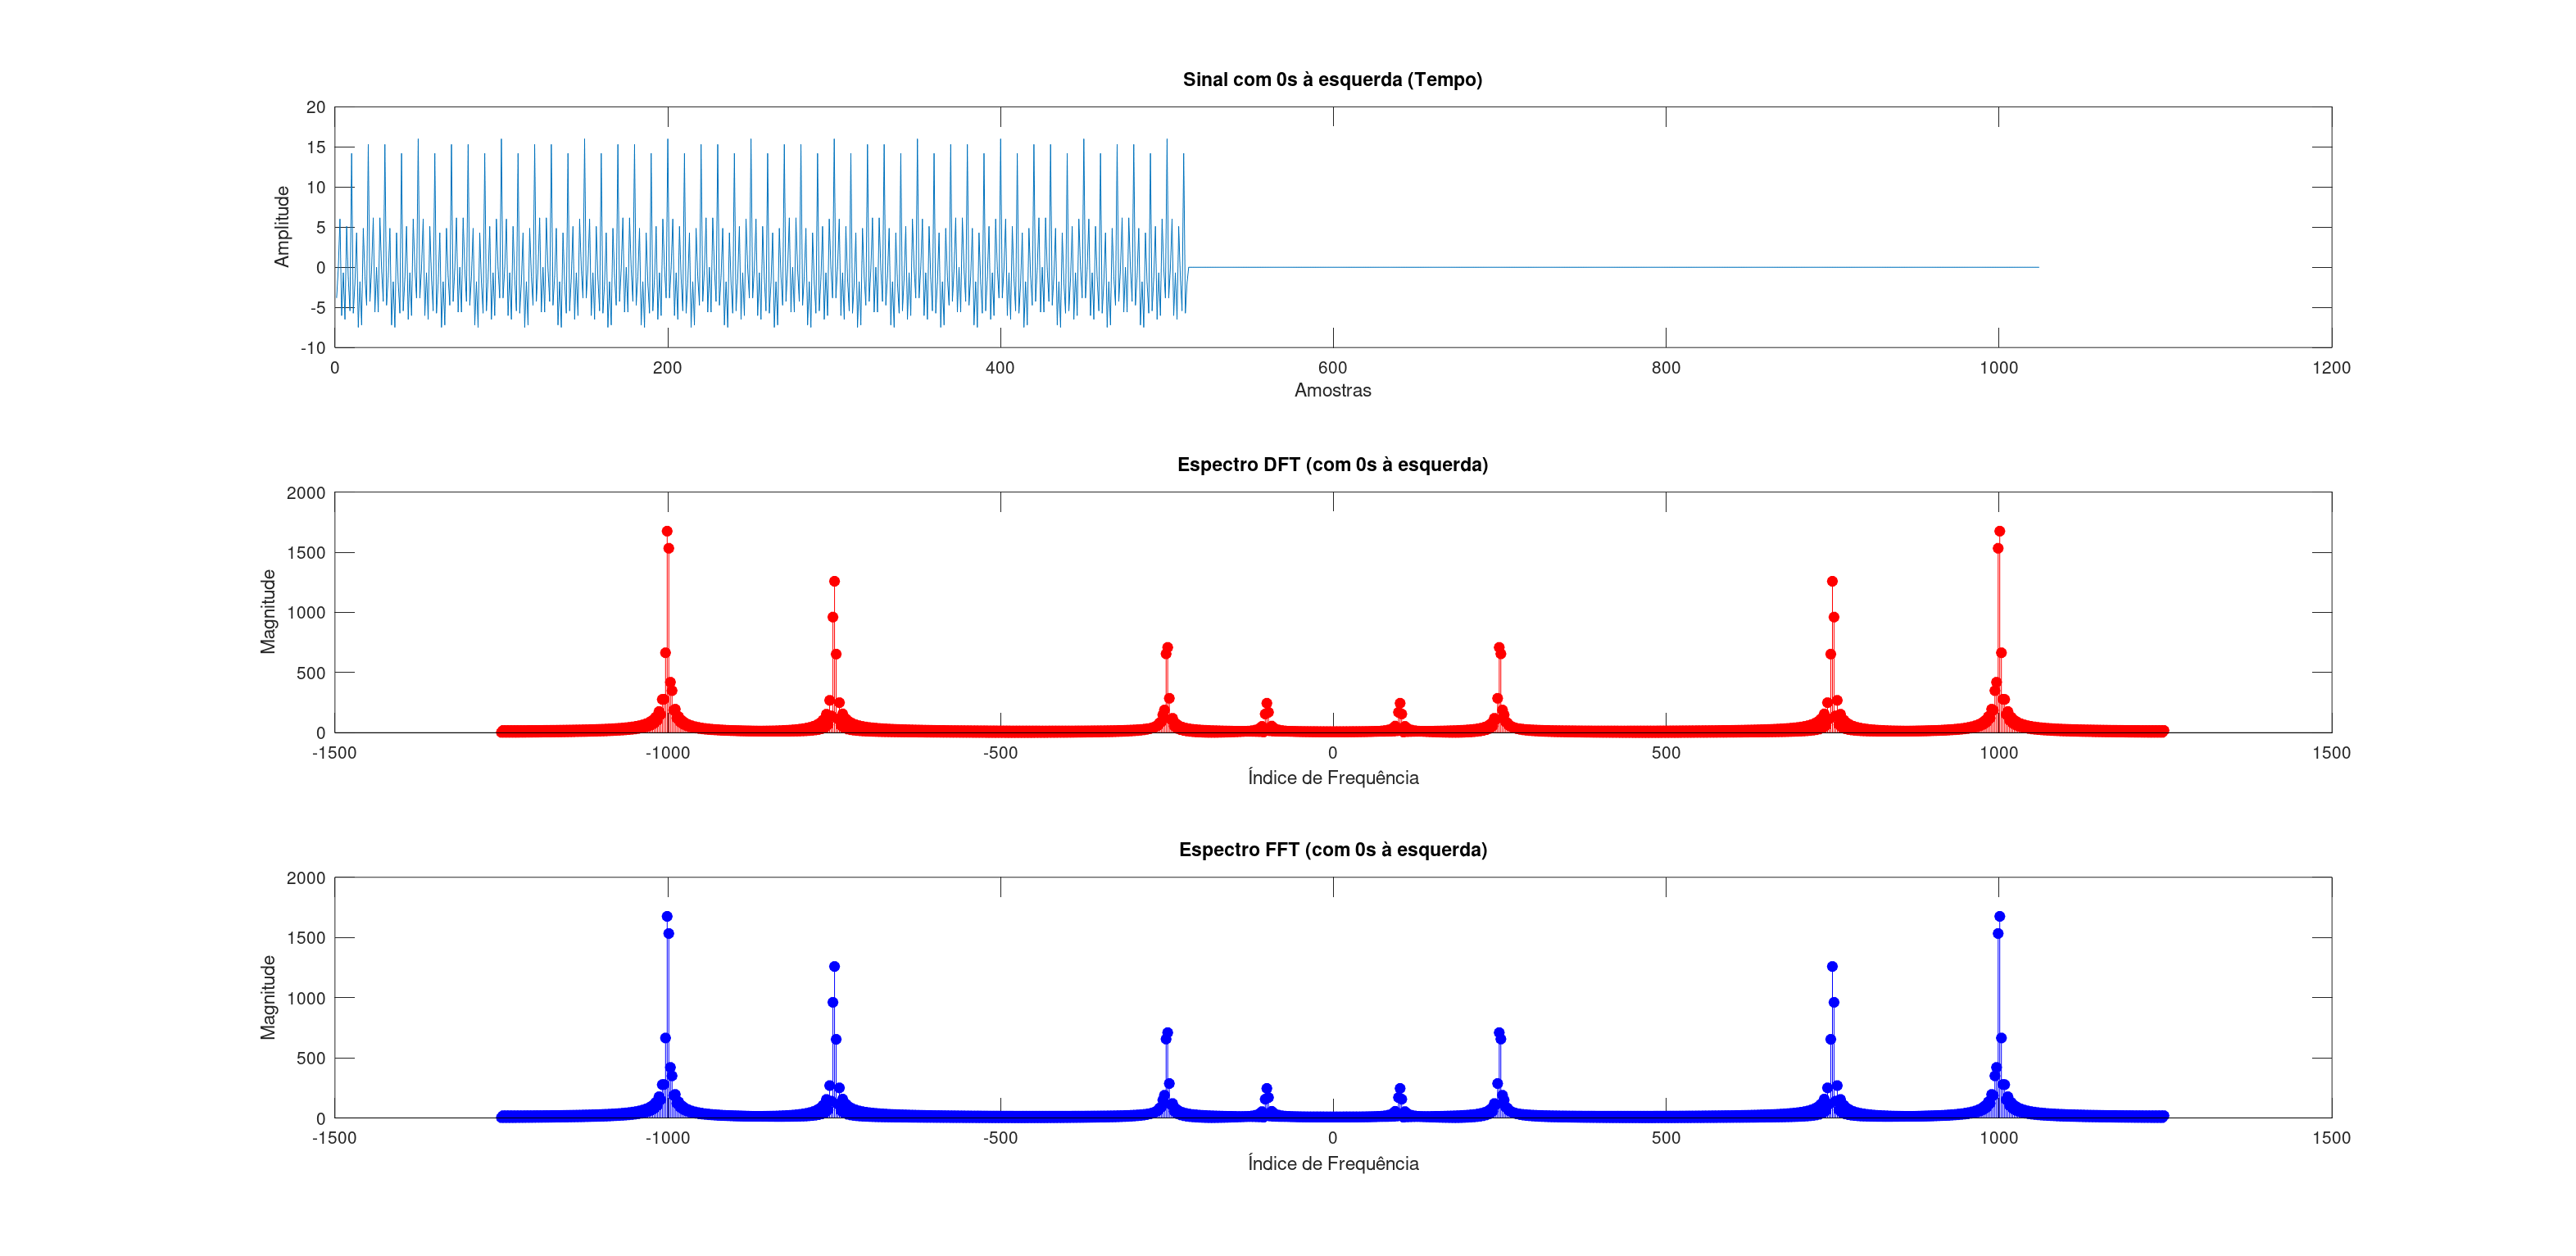 Sinal com 0s à esquerda (Tempo)
20
15
10
5
0
-5
-10
Amplitude
0 200 400 600 800 1000 1200
Amostras
Espectro DFT (com 0s à esquerda)
2000
1500
1000
500
0
Magnitude
-1500 -1000 -500 0 500 1000 1500
Índice de Frequência
Espectro FFT (com 0s à esquerda)
2000
1500
1000
500
0
Magnitude
-1500 -1000 -500 0 500 1000 1500
Índice de Frequência